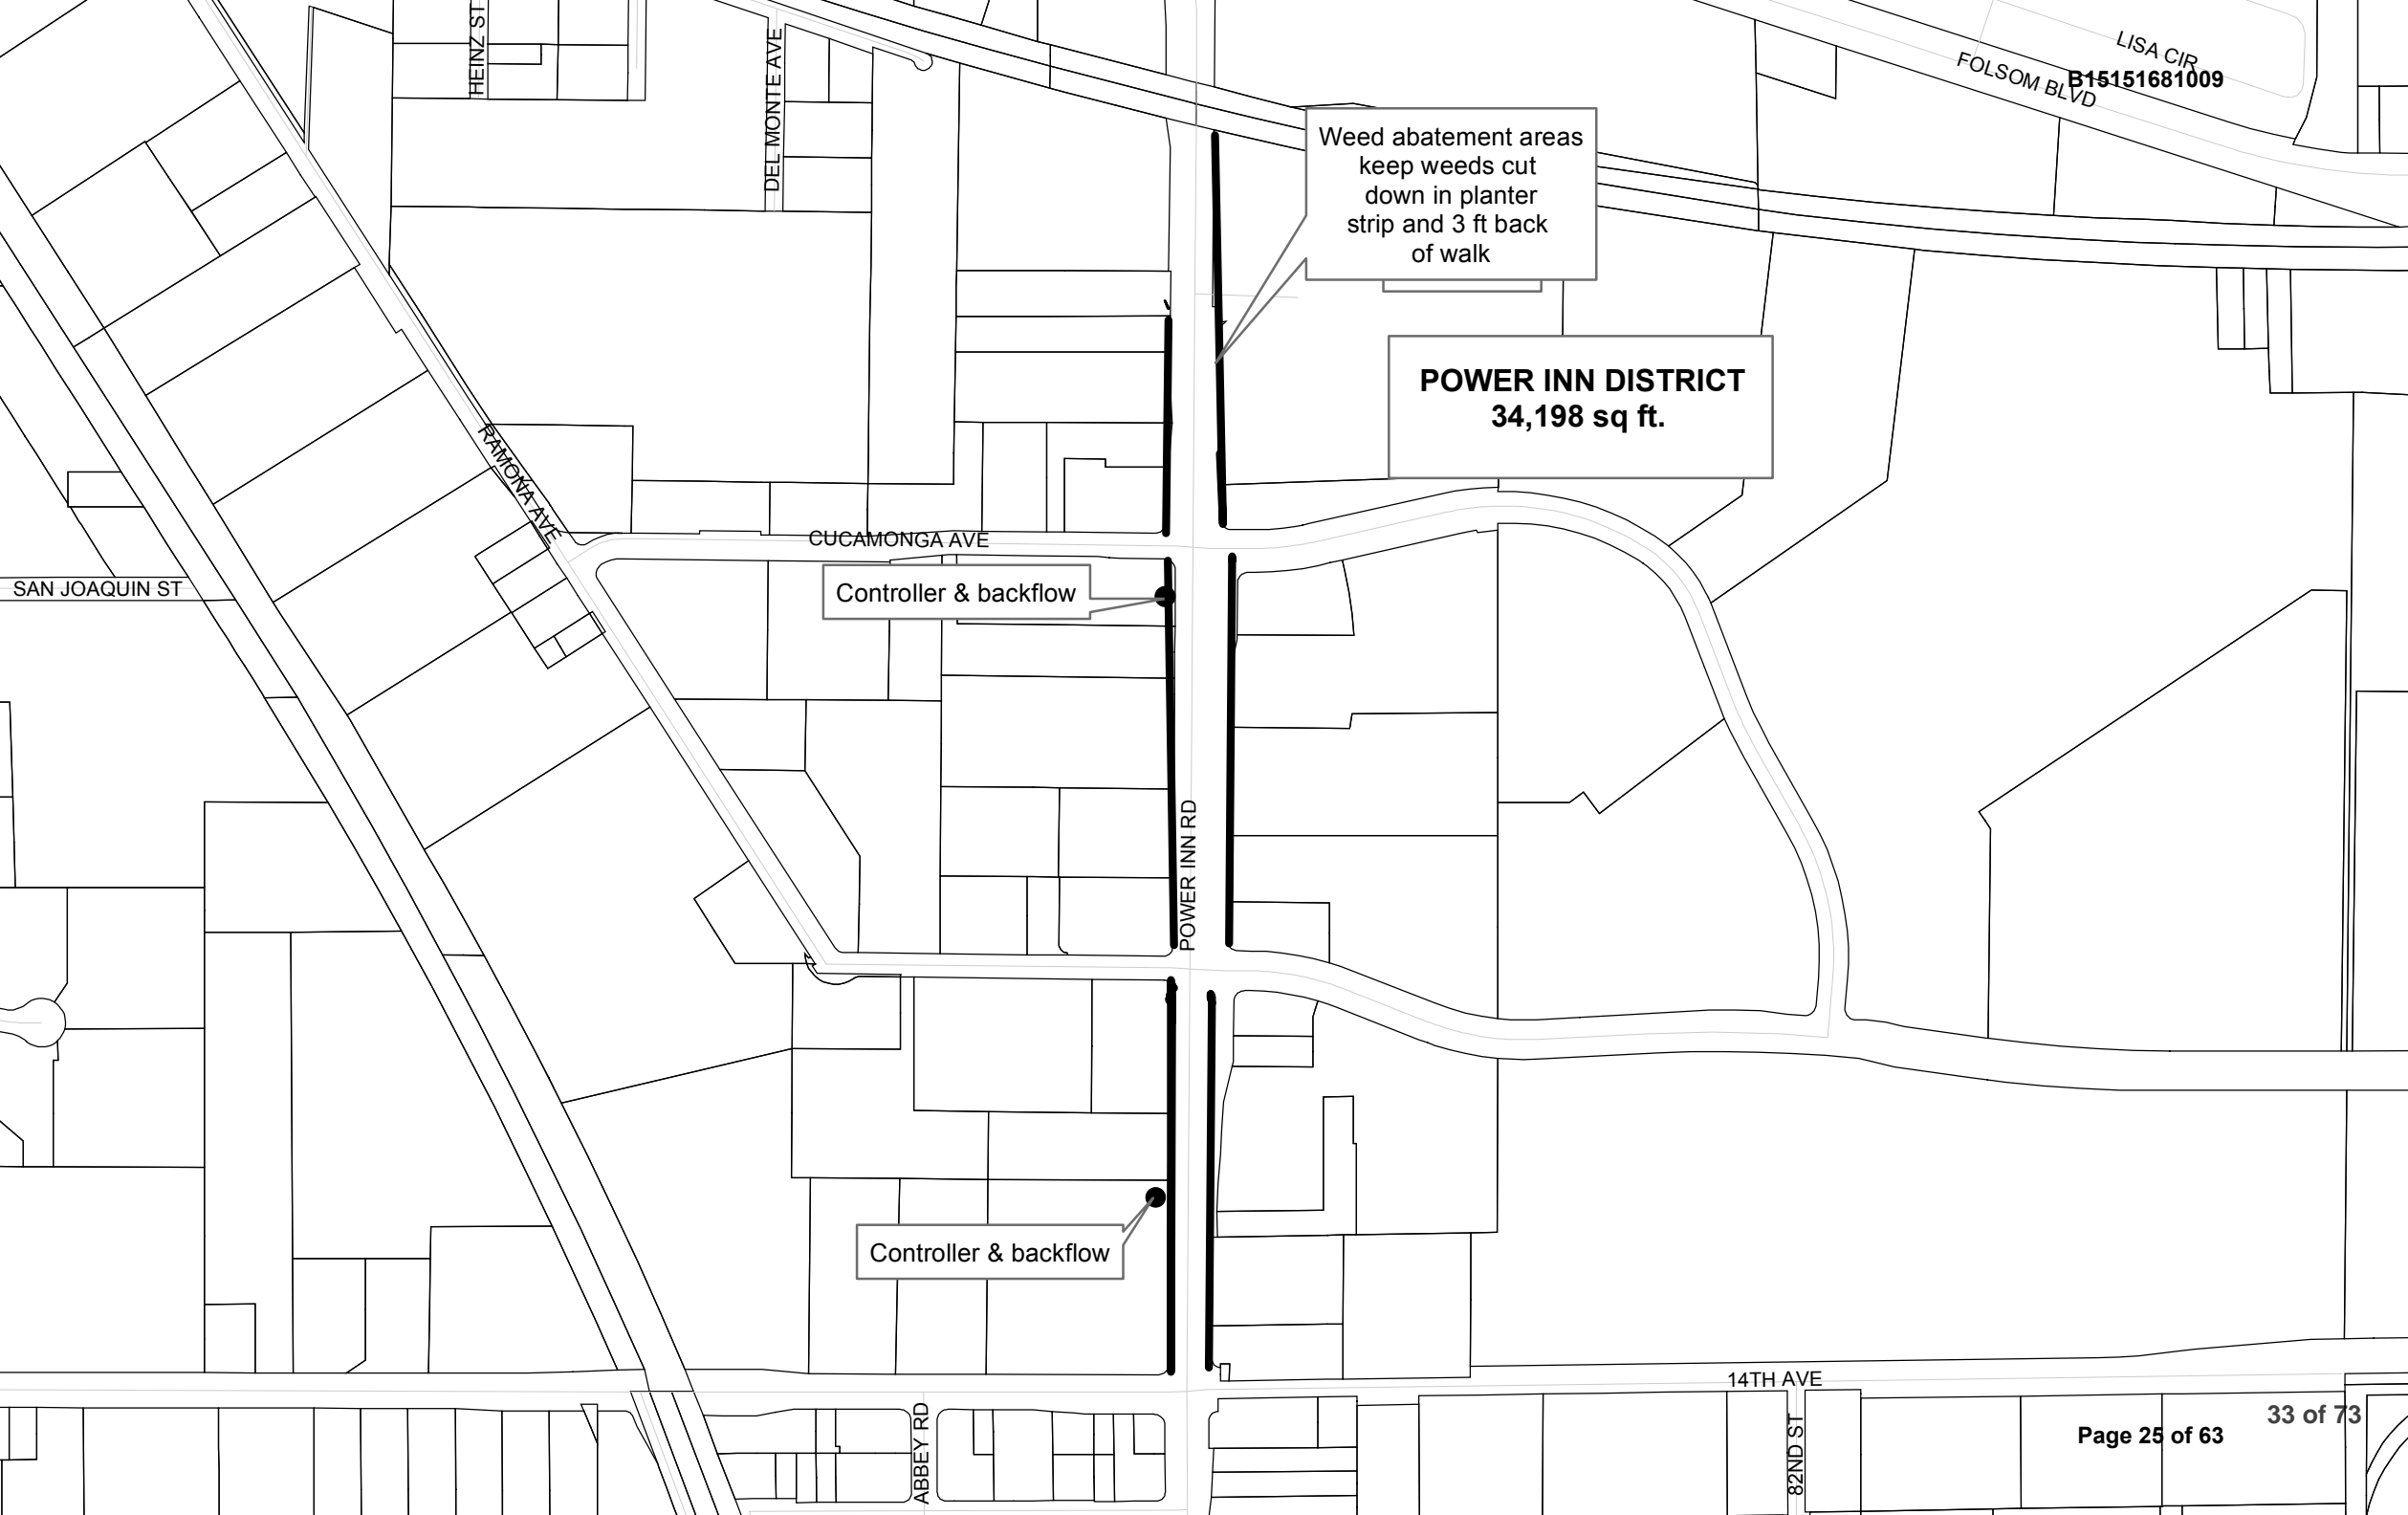 HEINZ ST
DEL MONTE AVE
LISA CIR
FOLSOM BLVD
B15151681009
Weed abatement areas
keep weeds cut
down in planter
strip and 3 ft back
of walk
POWER INN DISTRICT
34,198 sq ft.
RAMONA AVE
CUCAMONGA AVE
SAN JOAQUIN ST
Controller & backflow
POWER INN RD
Controller & backflow
14TH AVE
ABBEY RD
82ND ST
33 of 73
Page 25 of 63